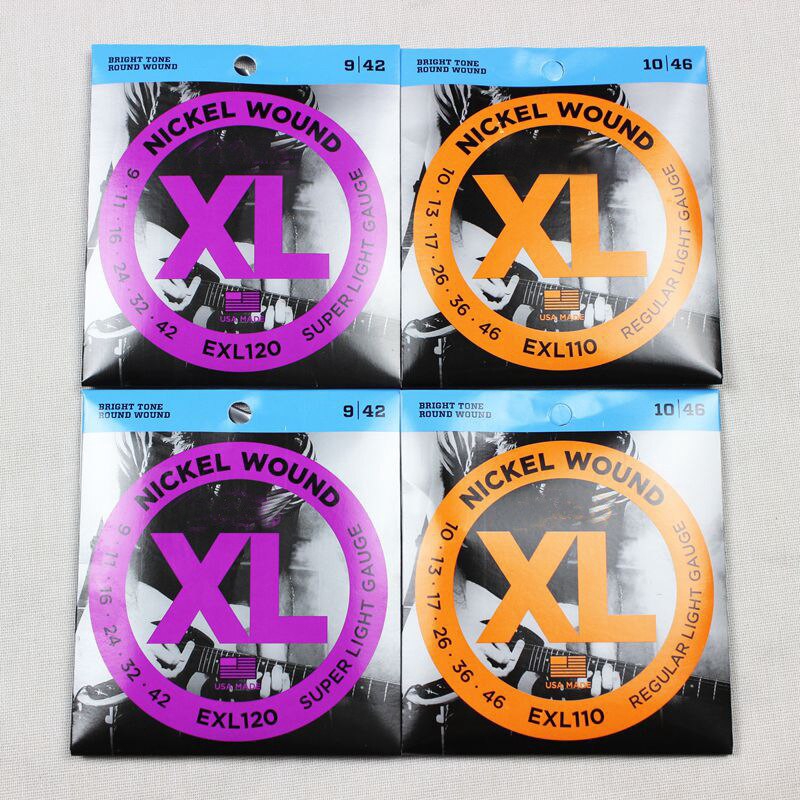 BRIGHT TONE
ROUND WOUND
9|42
NICKEL WOUND
XL
9 · 11 · 16 · 24 · 32 · 42
USA MADE
EXL120
SUPER LIGHT GAUGE
BRIGHT TONE
ROUND WOUND
10|46
NICKEL WOUND
XL
10 · 13 · 17 · 26 · 36 · 46
USA MADE
EXL110
REGULAR LIGHT GAUGE
BRIGHT TONE
ROUND WOUND
9|42
NICKEL WOUND
XL
9 · 11 · 16 · 24 · 32 · 42
USA MADE
EXL120
SUPER LIGHT GAUGE
BRIGHT TONE
ROUND WOUND
10|46
NICKEL WOUND
XL
10 · 13 · 17 · 26 · 36 · 46
USA MADE
EXL110
REGULAR LIGHT GAUGE